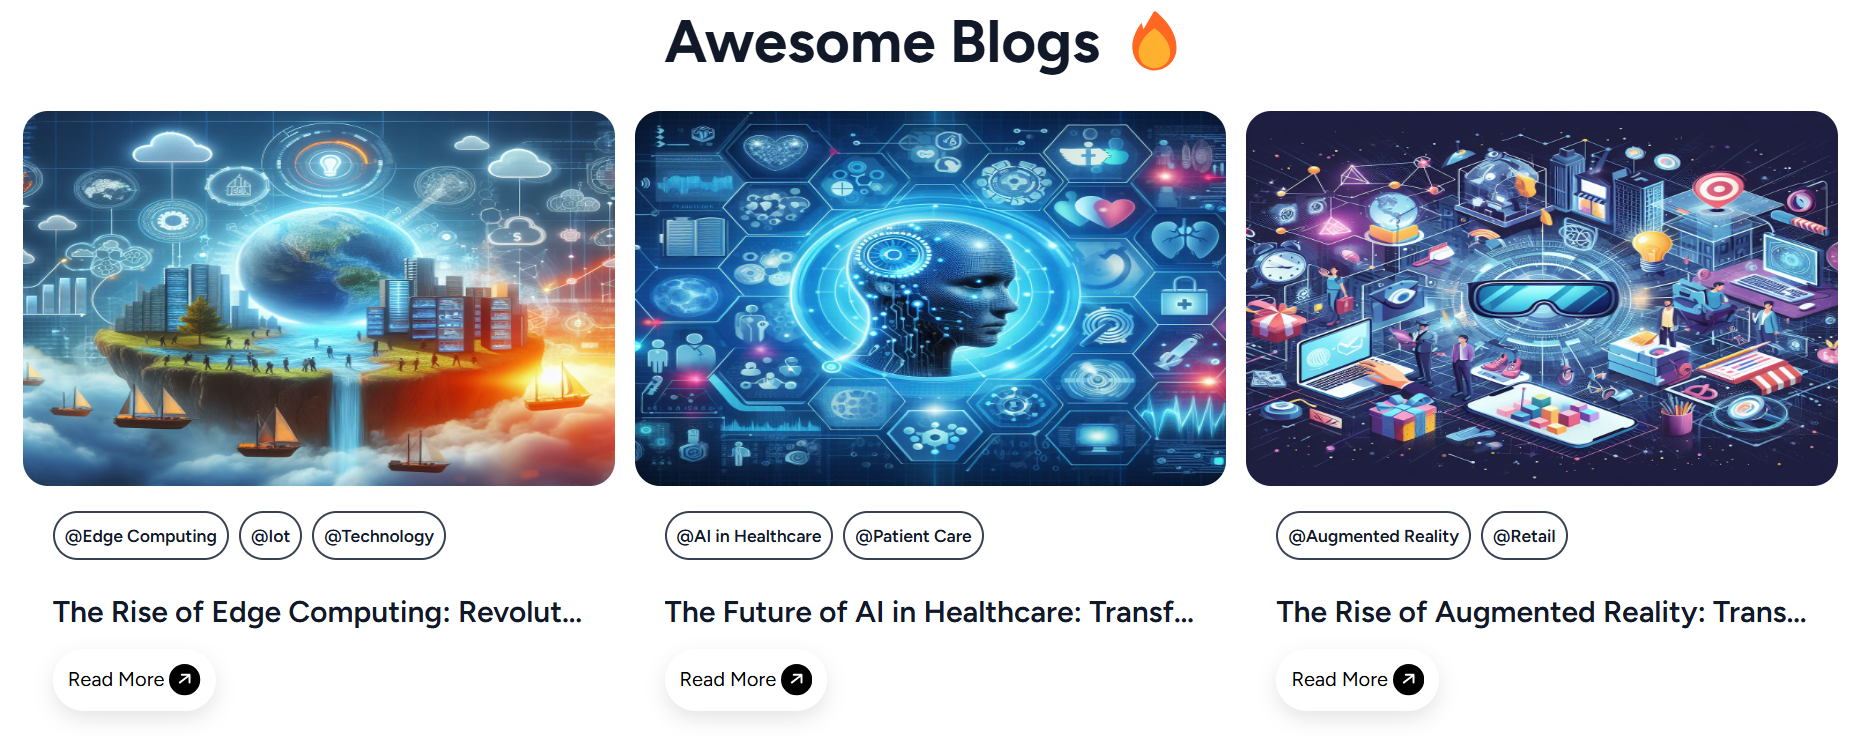 Awesome Blogs 🔥
@Edge Computing @Iot @Technology
The Rise of Edge Computing: Revolut...
Read More
@AI in Healthcare @Patient Care
The Future of AI in Healthcare: Transf...
Read More
@Augmented Reality @Retail
The Rise of Augmented Reality: Trans...
Read More